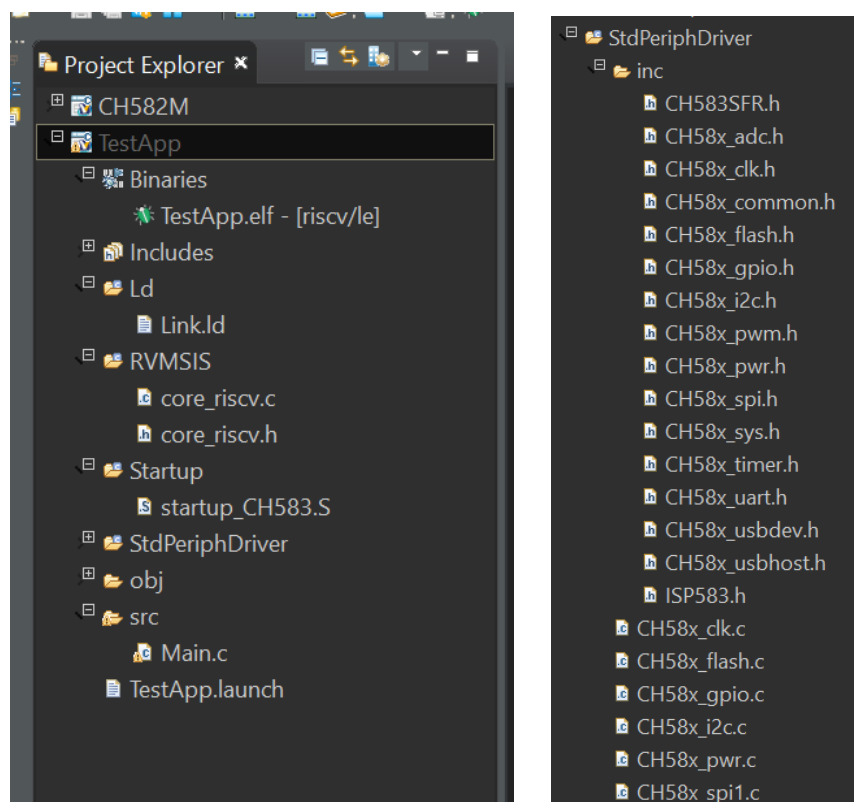 Project Explorer
CH582M
TestApp
Binaries
TestApp.elf - [riscv/le]
Includes
Ld
Link.ld
RVMSIS
core_riscv.c
core_riscv.h
Startup
startup_CH583.S
StdPeriphDriver
obj
src
Main.c
TestApp.launch
StdPeriphDriver
inc
CH583SFR.h
CH58x_adc.h
CH58x_clk.h
CH58x_common.h
CH58x_flash.h
CH58x_gpio.h
CH58x_i2c.h
CH58x_pwm.h
CH58x_pwr.h
CH58x_spi.h
CH58x_sys.h
CH58x_timer.h
CH58x_uart.h
CH58x_usbdev.h
CH58x_usbhost.h
ISP583.h
CH58x_clk.c
CH58x_flash.c
CH58x_gpio.c
CH58x_i2c.c
CH58x_pwr.c
CH58x_spi1.c